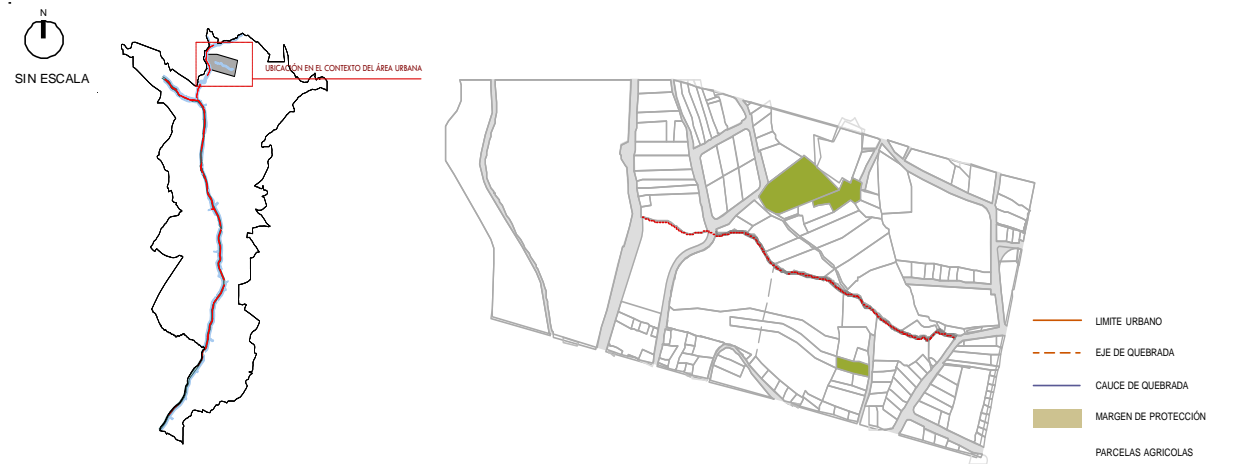 N
SIN ESCALA
UBICACIÓN EN EL CONTEXTO DEL ÁREA URBANA
LIMITE URBANO
EJE DE QUEBRADA
CAUCE DE QUEBRADA
MARGEN DE PROTECCIÓN
PARCELAS AGRICOLAS